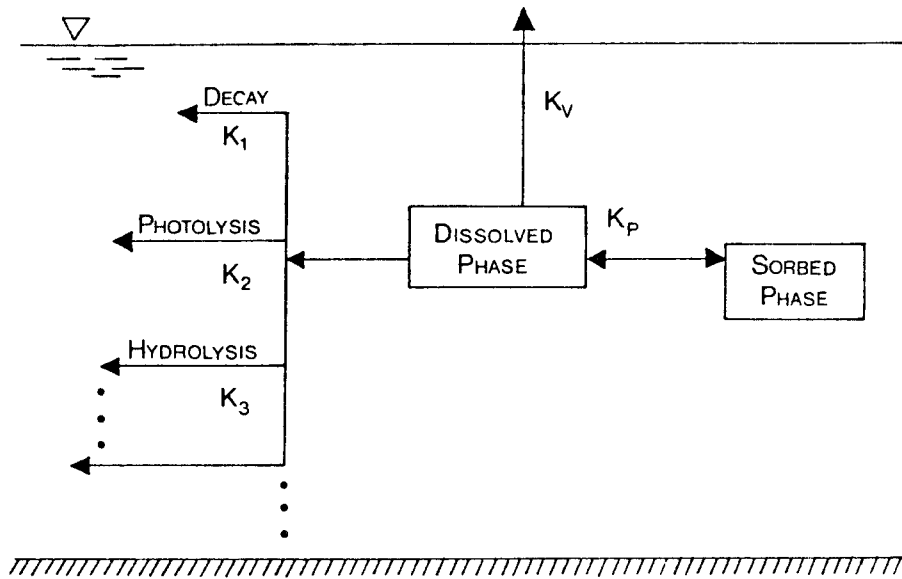 DECAY
K1
KV
PHOTOLYSIS
K2
DISSOLVED
PHASE
KP
SORBED
PHASE
HYDROLYSIS
K3